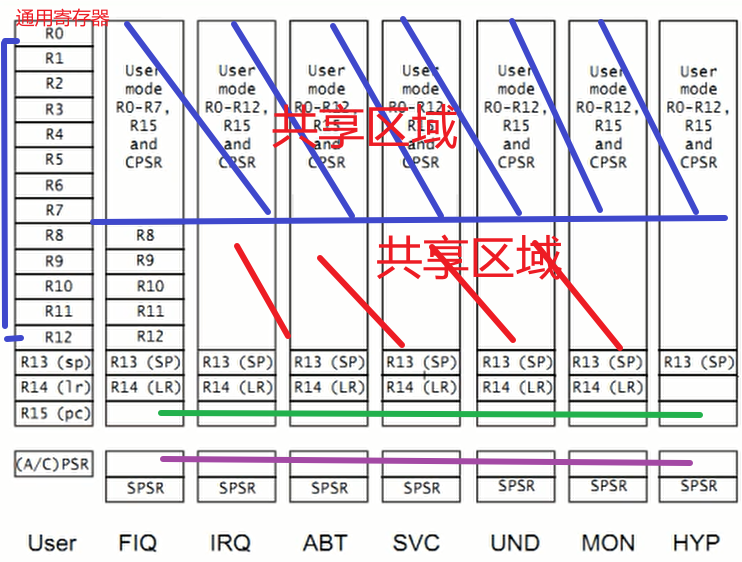 通用寄存器
R0
R1
R2
R3
R4
R5
R6
R7
R8
R9
R10
R11
R12
R13 (sp)
R14 (lr)
R15 (pc)
(A/C)PSR
User
User
mode
R0-R7,
R15
and
CPSR
R8
R9
R10
R11
R12
R13 (SP)
R14 (LR)
SPSR
FIQ
User
mode
R0-R12,
R15
and
CPSR
R13 (SP)
R14 (LR)
SPSR
IRQ
User
mode
R0-R12,
R15
and
CPSR
R13 (SP)
R14 (LR)
SPSR
ABT
User
mode
R0-R12,
R15
and
CPSR
R13 (SP)
R14 (LR)
SPSR
SVC
User
mode
R0-R12,
R15
and
CPSR
R13 (SP)
R14 (LR)
SPSR
UND
User
mode
R0-R12,
R15
and
CPSR
R13 (SP)
R14 (LR)
SPSR
MON
User
mode
R0-R12,
R15
and
CPSR
R13 (SP)
SPSR
HYP
共享区域
共享区域